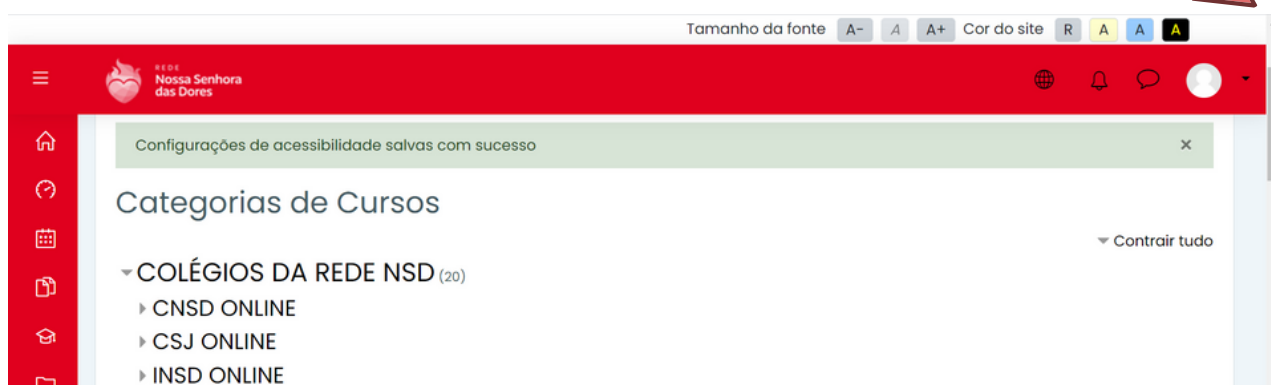 Tamanho da fonte A- A A+ Cor do site R A A A
REDE
Nossa Senhora
das Dores
Configurações de acessibilidade salvas com sucesso ×
Categorias de Cursos
Contrair tudo
COLÉGIOS DA REDE NSD (20)
CNSD ONLINE
CSJ ONLINE
INSD ONLINE